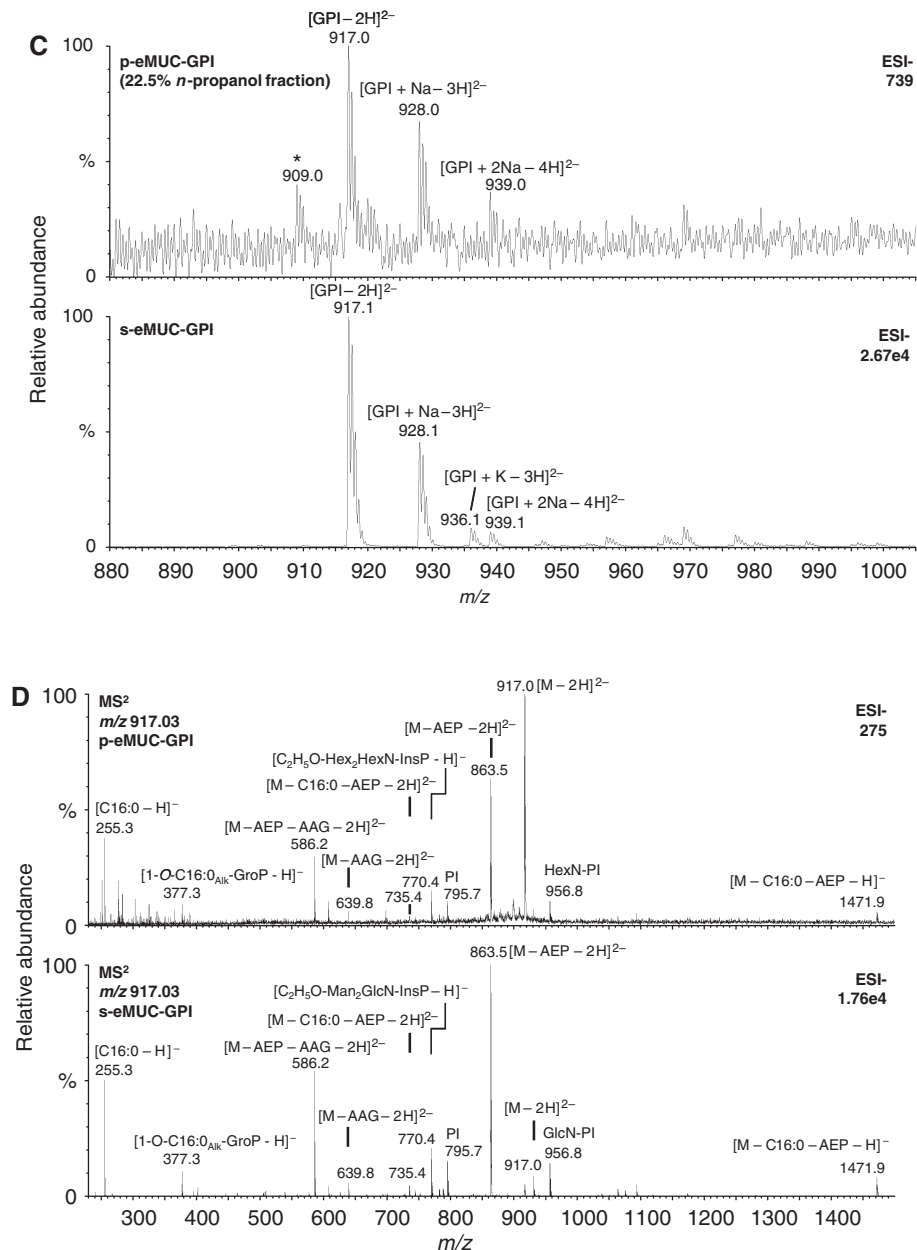 C
p-eMUC-GPI
(22.5% n-propanol fraction)
[GPI – 2H]2–
917.0
[GPI + Na – 3H]2–
928.0
[GPI + 2Na – 4H]2–
939.0
*
909.0
ESI-
739
100
%
0
s-eMUC-GPI
[GPI – 2H]2–
917.1
[GPI + Na – 3H]2–
928.1
[GPI + K – 3H]2–
936.1
[GPI + 2Na – 4H]2–
939.1
ESI-
2.67e4
100
%
0
Relative abundance
880 890 900 910 920 930 940 950 960 970 980 990 1000
m/z
D
MS2
m/z 917.03
p-eMUC-GPI
917.0 [M – 2H]2–
[M – AEP – 2H]2–
863.5
[C2H5O-Hex2HexN-InsP - H]–
[M – C16:0 – AEP – 2H]2–
[C16:0 – H]–
255.3
[M – AEP – AAG – 2H]2–
586.2
[M – AAG – 2H]2–
639.8
[1-O-C16:0Alk-GroP - H]–
377.3
735.4
770.4
PI
795.7
HexN-PI
956.8
[M – C16:0 – AEP – H]–
1471.9
ESI-
275
100
%
0
MS2
m/z 917.03
s-eMUC-GPI
863.5 [M – AEP – 2H]2–
[C2H5O-Man2GlcN-InsP – H]–
[M – C16:0 – AEP – 2H]2–
[C16:0 – H]–
255.3
[M – AEP – AAG – 2H]2–
586.2
[M – AAG – 2H]2–
639.8
[1-O-C16:0Alk-GroP - H]–
377.3
735.4
770.4
PI
795.7
[M – 2H]2–
917.0
GlcN-PI
956.8
[M – C16:0 – AEP – H]–
1471.9
ESI-
1.76e4
100
%
0
Relative abundance
300 400 500 600 700 800 900 1000 1100 1200 1300 1400
m/z